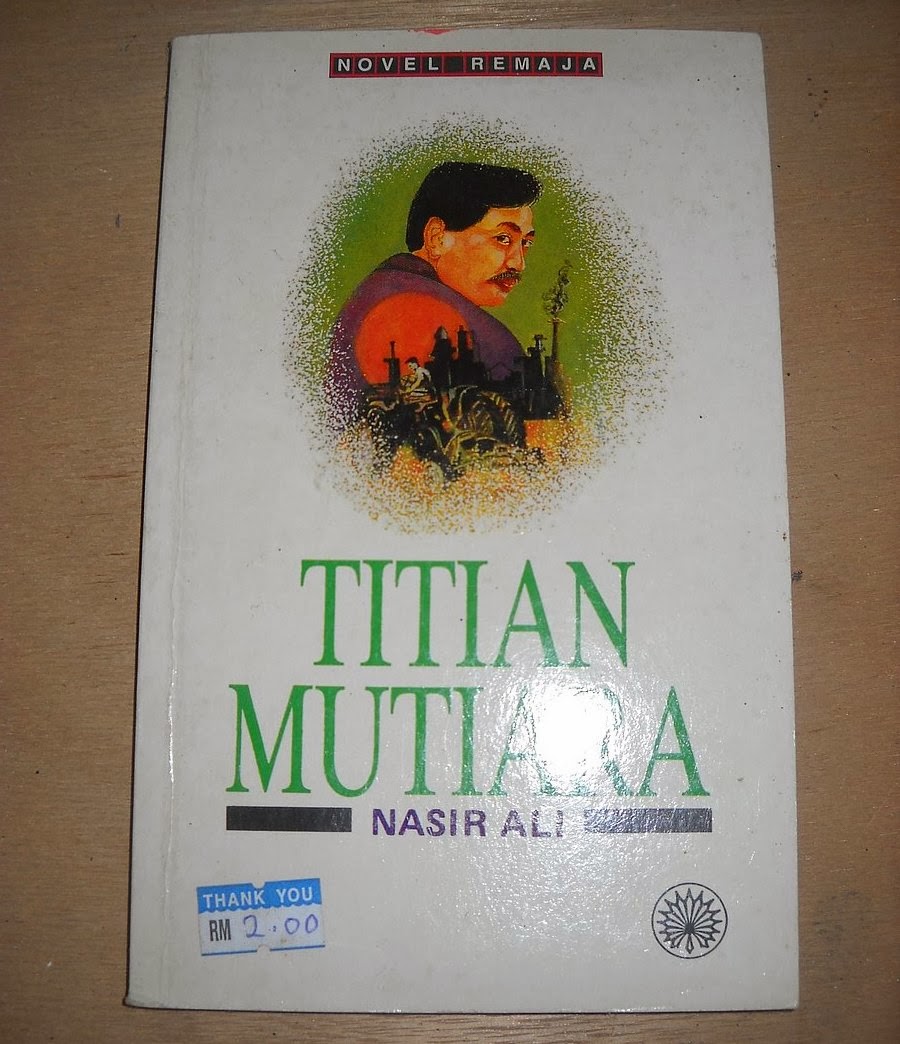 NOVEL REMAJA
TITIAN
MUTIARA
NASIR ALI
THANK YOU
RM 2.00